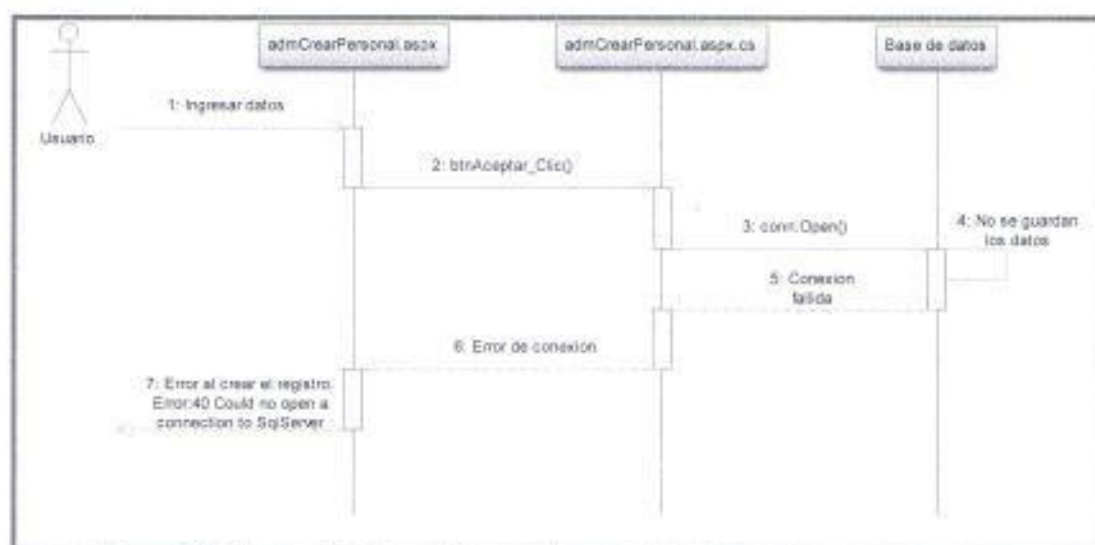 admCrearPersonal.aspx
admCrearPersonal.aspx.cs
Base de datos
Usuario
1: Ingresar datos
2: btnAceptar_Clic()
3: conn.Open()
4: No se guardan
los datos
5: Conexion
fallida
6: Error de conexion
7: Error al crear el registro.
Error:40 Could no open a
connection to SqlServer